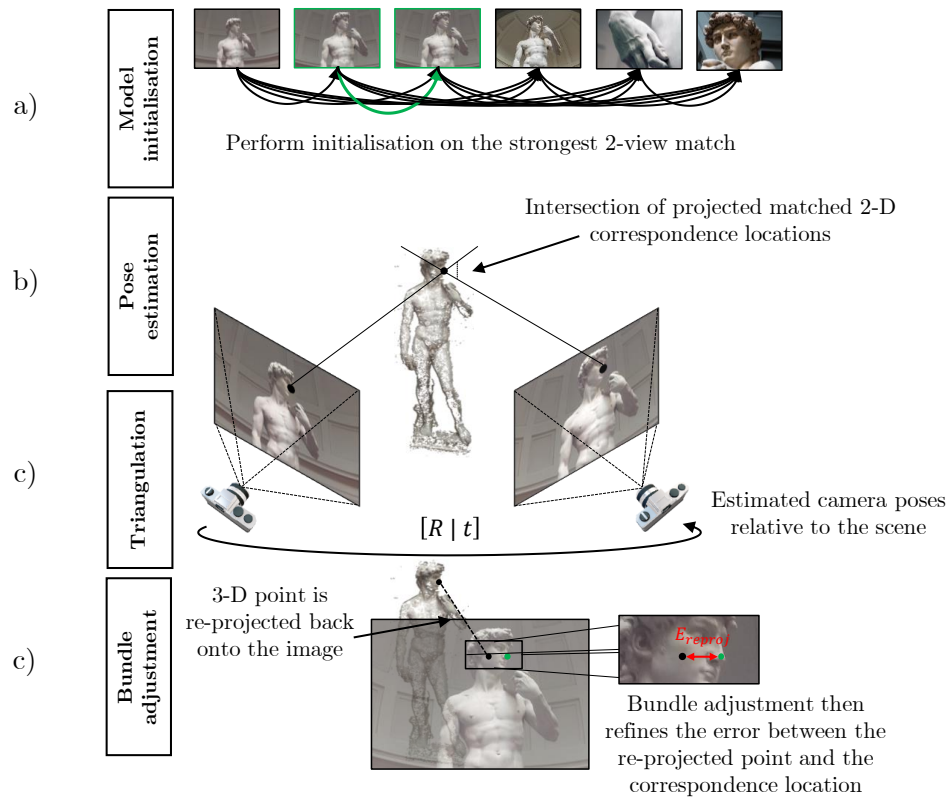 a)
Model
initialisation
Perform initialisation on the strongest 2-view match
b)
Pose
estimation
Intersection of projected matched 2-D
correspondence locations
c)
Triangulation
[R | t]
Estimated camera poses
relative to the scene
c)
Bundle
adjustment
3-D point is
re-projected back
onto the image
E_reproj
Bundle adjustment then
refines the error between the
re-projected point and the
correspondence location